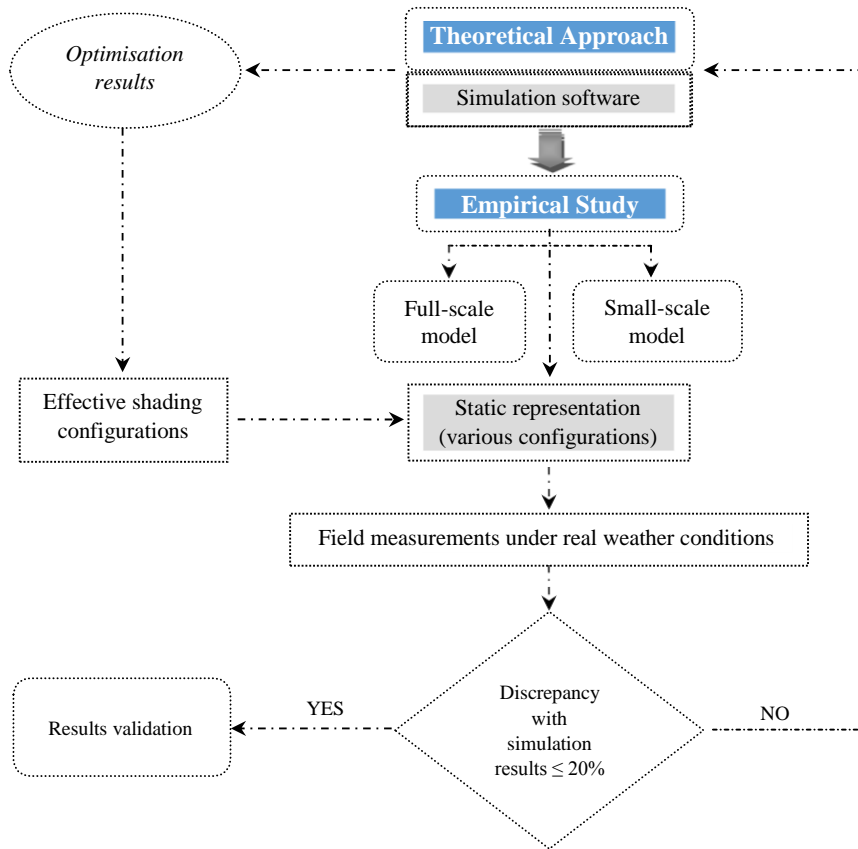 Theoretical Approach
Optimisation
results
Simulation software
Empirical Study
Full-scale
model
Small-scale
model
Effective shading
configurations
Static representation
(various configurations)
Field measurements under real weather conditions
Discrepancy
with
simulation
results ≤ 20%
YES
NO
Results validation